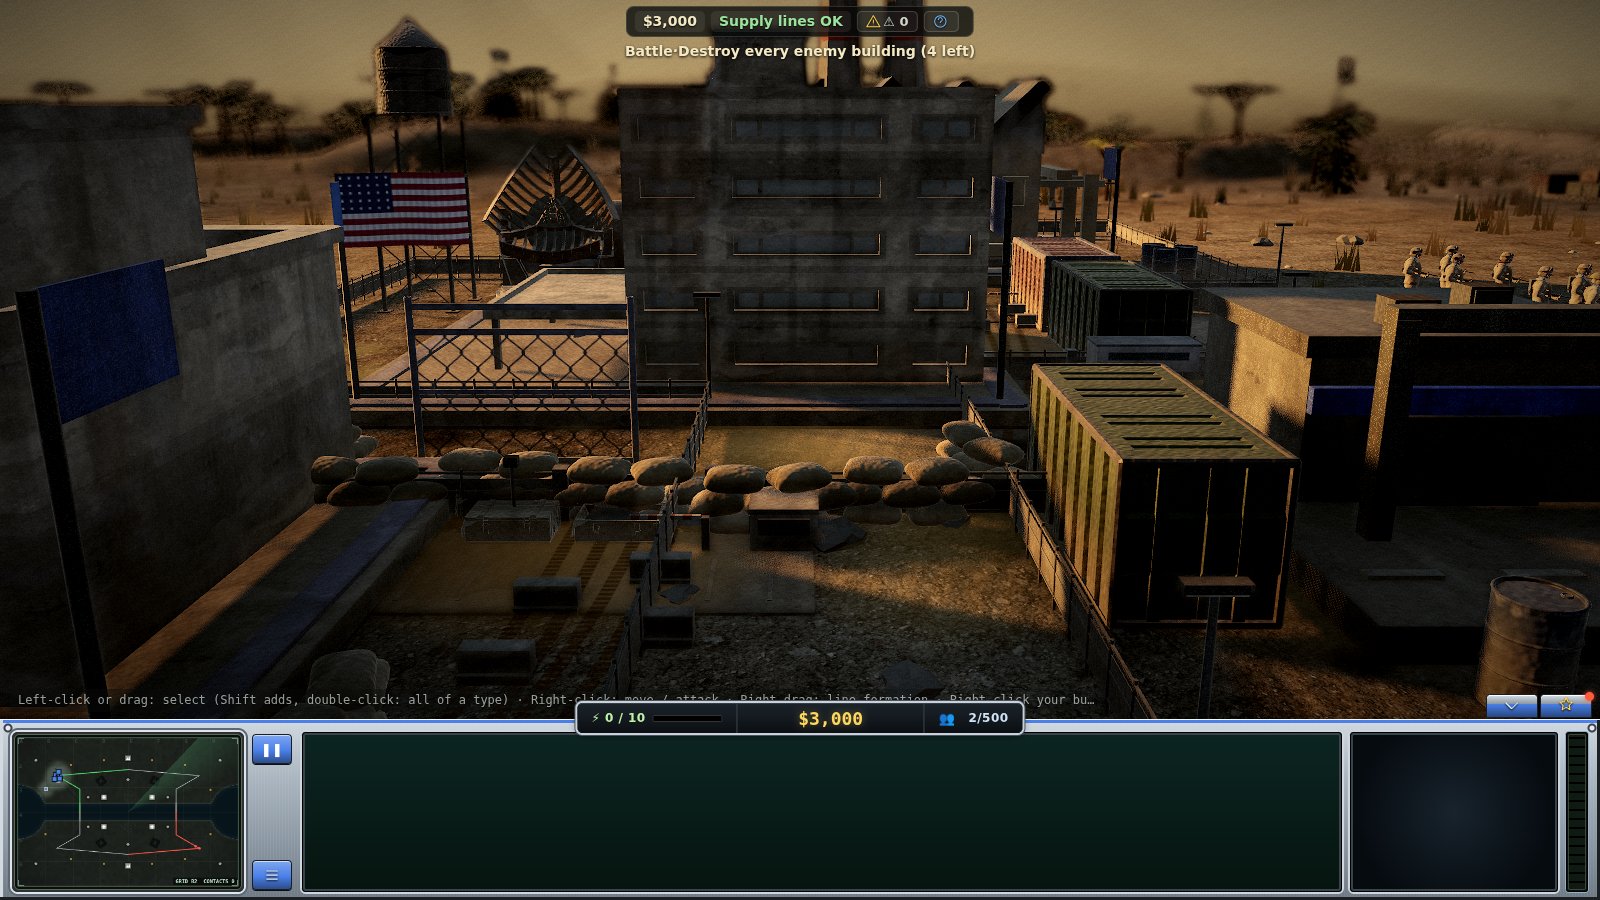 $3,000 Supply lines OK ⚠ 0
Battle·Destroy every enemy building (4 left)
Left-click or drag: select (Shift adds, double-click: all of a type) · Right-click: move / attack · Right-drag: line formation · Right-click your bu…
0 / 10 $3,000 2/500